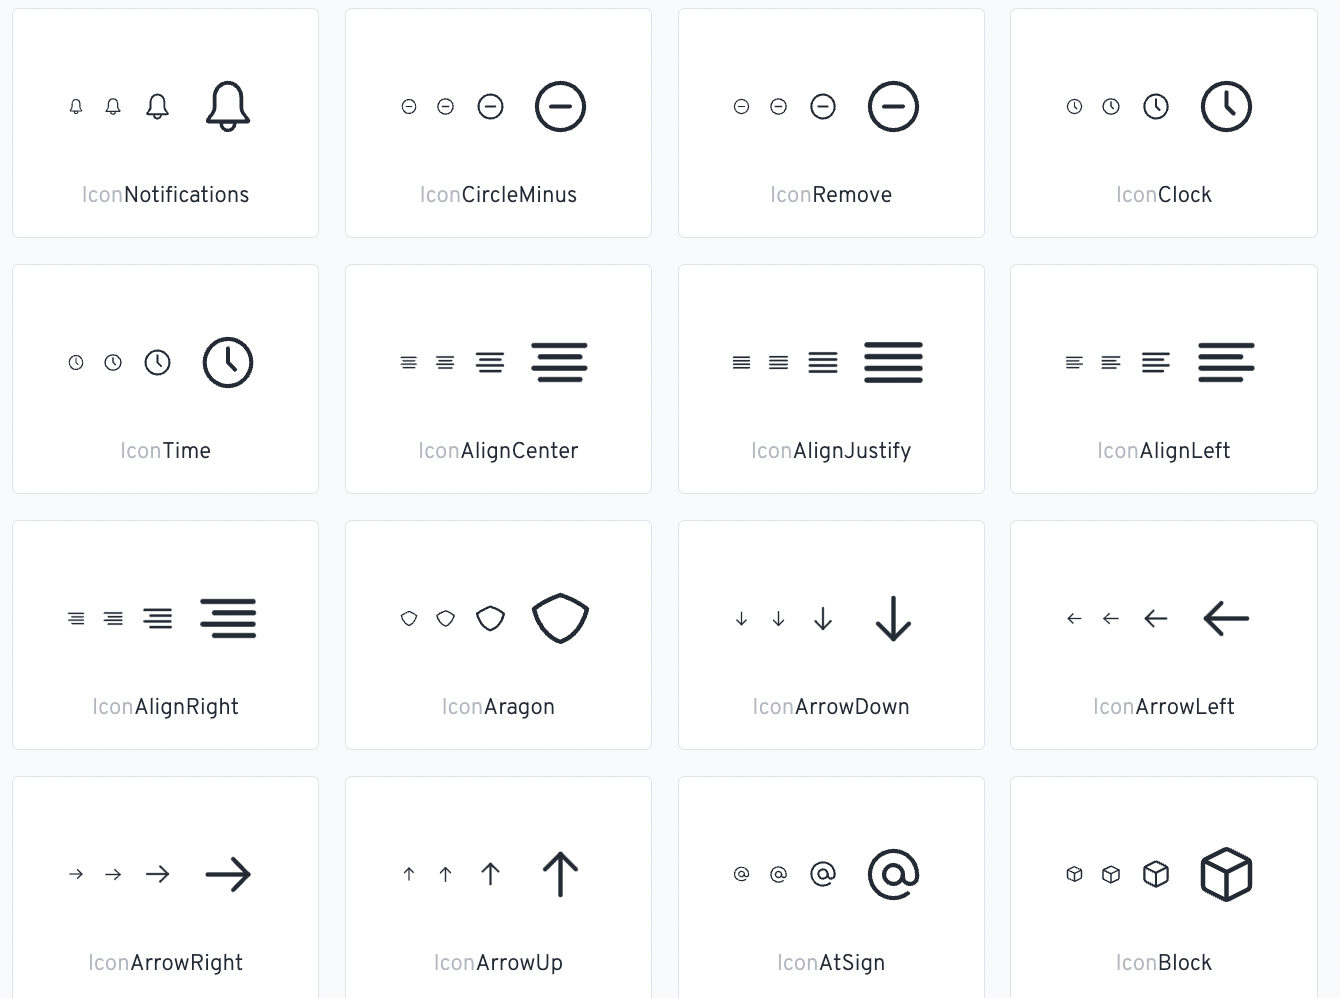 IconNotifications
IconCircleMinus
IconRemove
IconClock
IconTime
IconAlignCenter
IconAlignJustify
IconAlignLeft
IconAlignRight
IconAragon
IconArrowDown
IconArrowLeft
IconArrowRight
IconArrowUp
IconAtSign
IconBlock